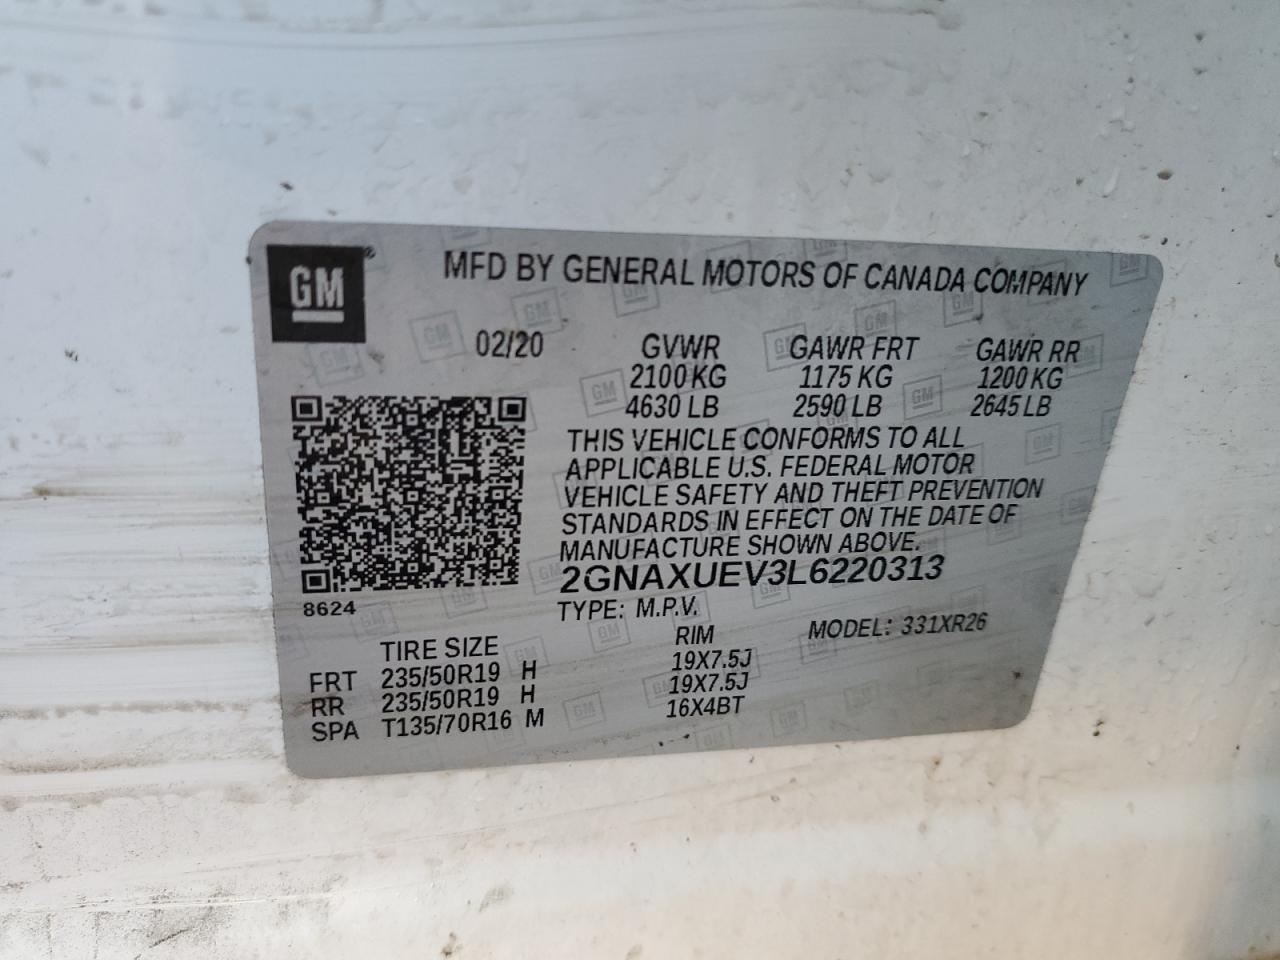 GM
MFD BY GENERAL MOTORS OF CANADA COMPANY
02/20 GVWR GAWR FRT GAWR RR
2100 KG 1175 KG 1200 KG
4630 LB 2590 LB 2645 LB
THIS VEHICLE CONFORMS TO ALL
APPLICABLE U.S. FEDERAL MOTOR
VEHICLE SAFETY AND THEFT PREVENTION
STANDARDS IN EFFECT ON THE DATE OF
MANUFACTURE SHOWN ABOVE.
2GNAXUEV3L6220313
8624
TYPE: M.P.V. MODEL: 331XR26
TIRE SIZE RIM
FRT 235/50R19 H 19X7.5J
RR 235/50R19 H 19X7.5J
SPA T135/70R16 M 16X4BT